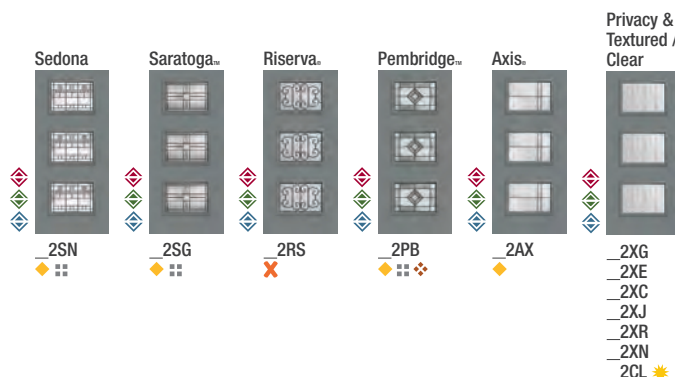 Sedona
Saratoga™
Riserva®
Pembridge™
Axis®
Privacy &
Textured /
Clear
__2SN
__2SG
__2RS
__2PB
__2AX
__2XG
__2XE
__2XC
__2XJ
__2XR
__2XN
__2CL